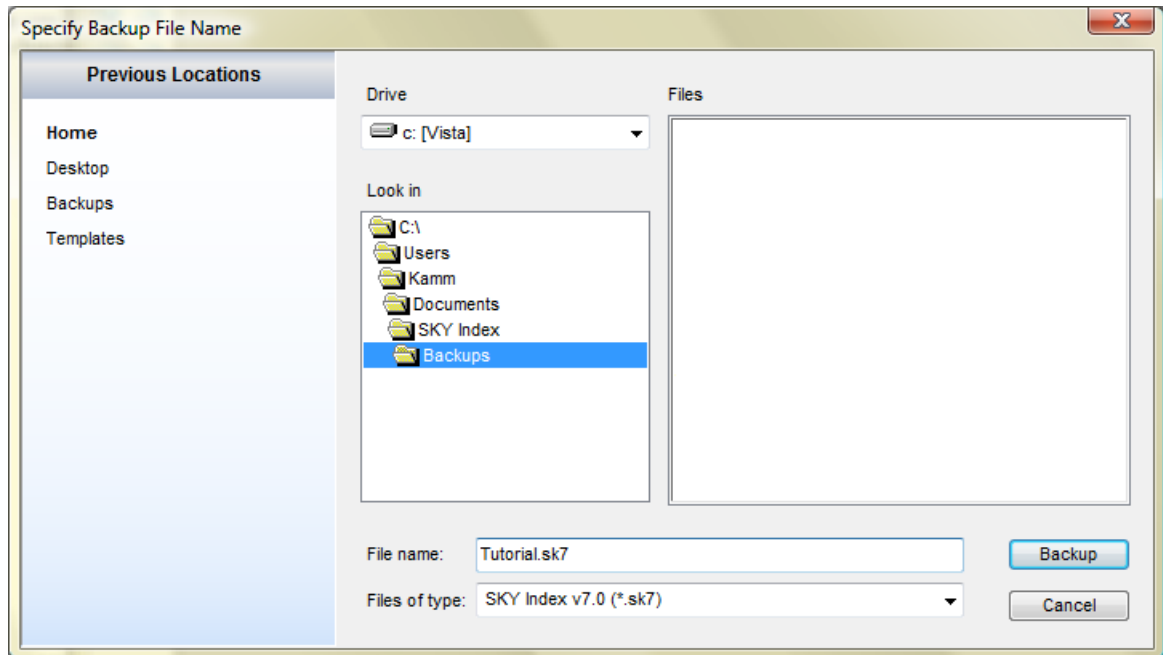 Specify Backup File Name
Previous Locations
Home
Desktop
Backups
Templates
Drive
c: [Vista]
Look in
C:\
Users
Kamm
Documents
SKY Index
Backups
Files
File name:
Tutorial.sk7
Backup
Files of type:
SKY Index v7.0 (*.sk7)
Cancel